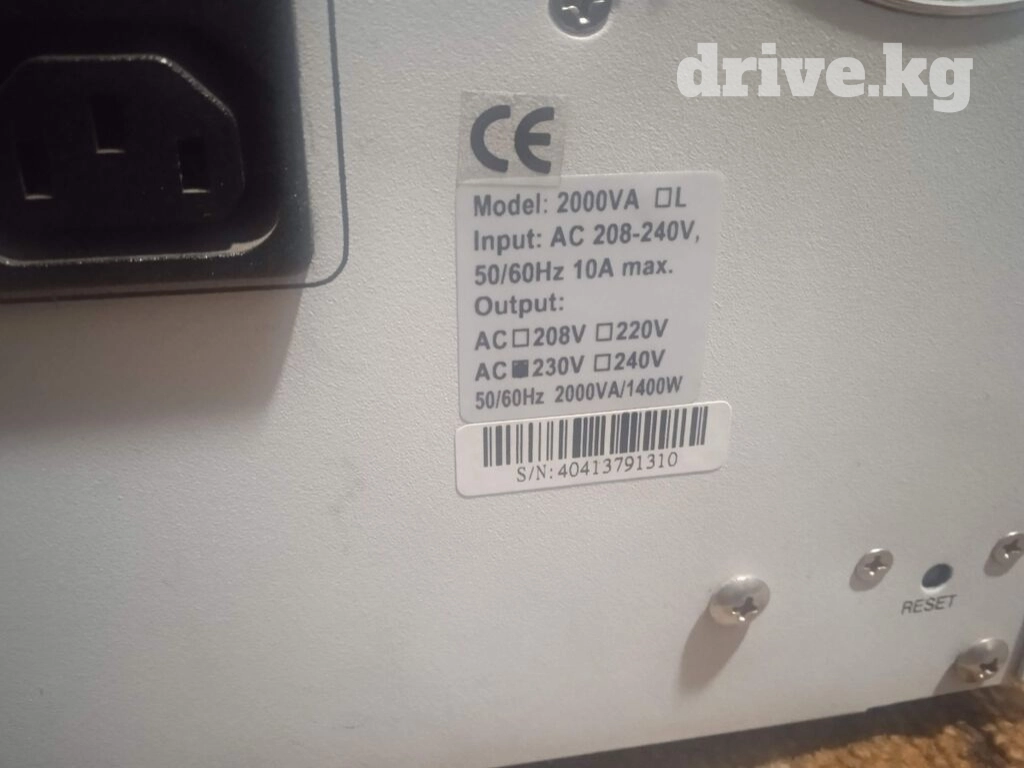 drive.kg
CE
Model: 2000VA □L
Input: AC 208-240V,
50/60Hz 10A max.
Output:
AC □208V □220V
AC ■230V □240V
50/60Hz 2000VA/1400W
S/N: 40413791310
RESET